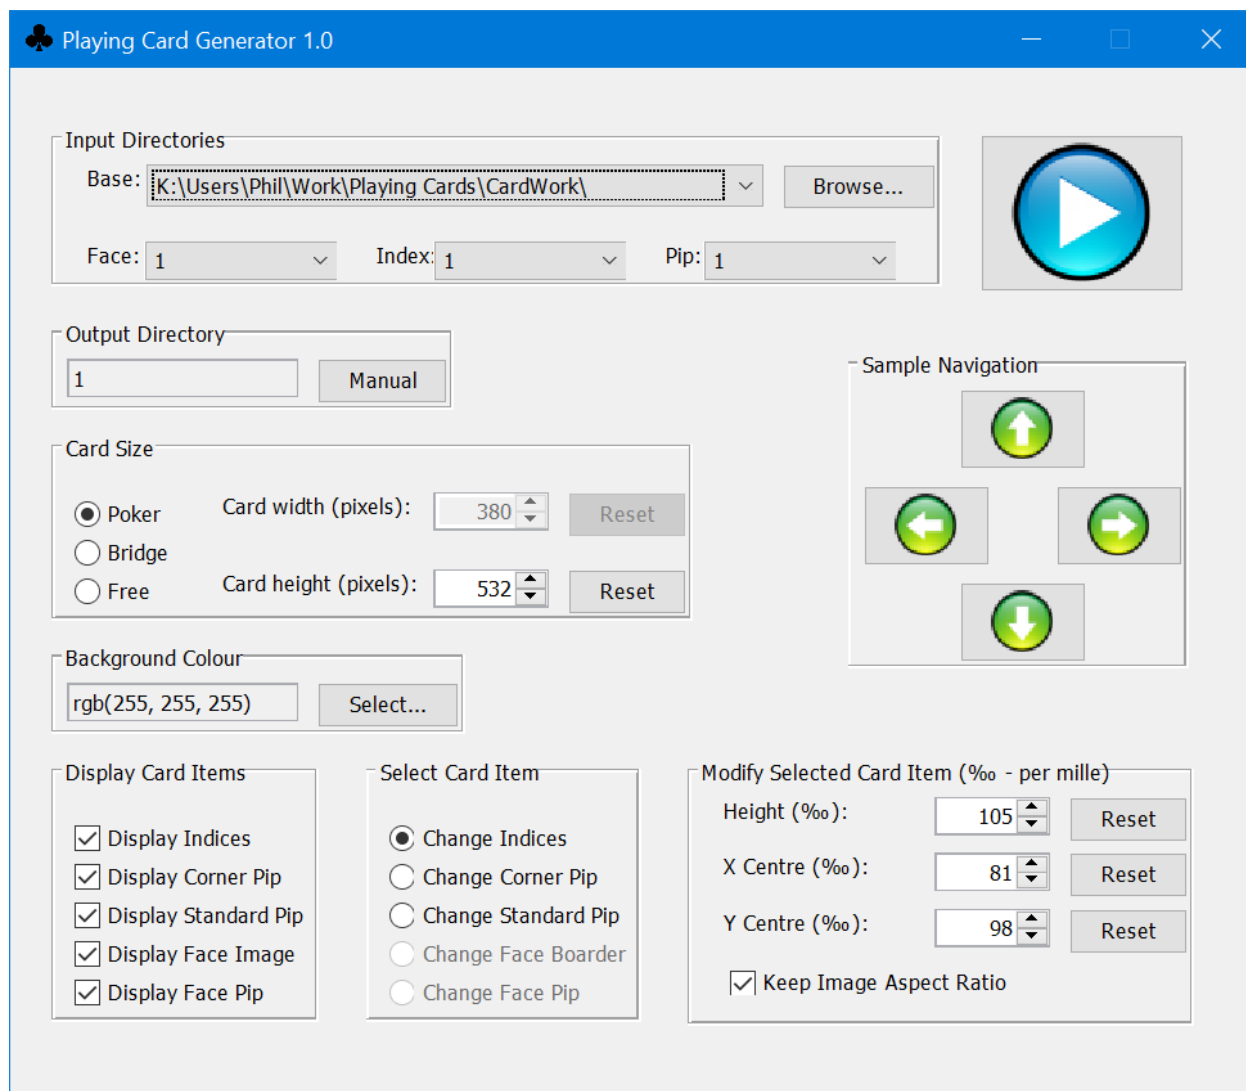 Playing Card Generator 1.0
Input Directories
Base: K:\Users\Phil\Work\Playing Cards\CardWork\ Browse...
Face: 1 Index: 1 Pip: 1
Output Directory
1 Manual
Sample Navigation
Card Size
Poker
Bridge
Free
Card width (pixels): 380 Reset
Card height (pixels): 532 Reset
Background Colour
rgb(255, 255, 255) Select...
Display Card Items
Display Indices
Display Corner Pip
Display Standard Pip
Display Face Image
Display Face Pip
Select Card Item
Change Indices
Change Corner Pip
Change Standard Pip
Change Face Boarder
Change Face Pip
Modify Selected Card Item (‰ - per mille)
Height (‰): 105 Reset
X Centre (‰): 81 Reset
Y Centre (‰): 98 Reset
Keep Image Aspect Ratio